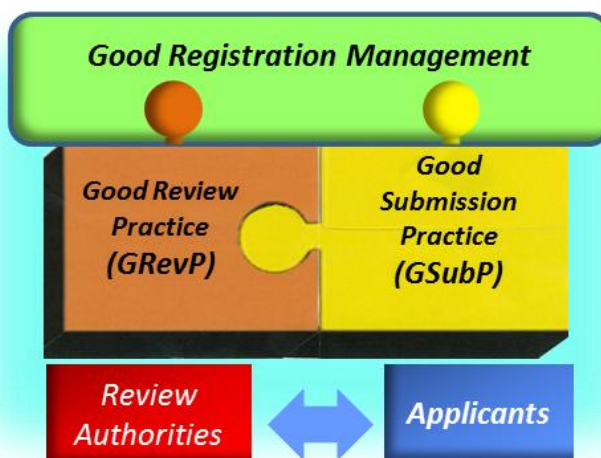 Good Registration Management
Good Review
Practice
(GRevP)
Good
Submission
Practice
(GSubP)
Review
Authorities
Applicants